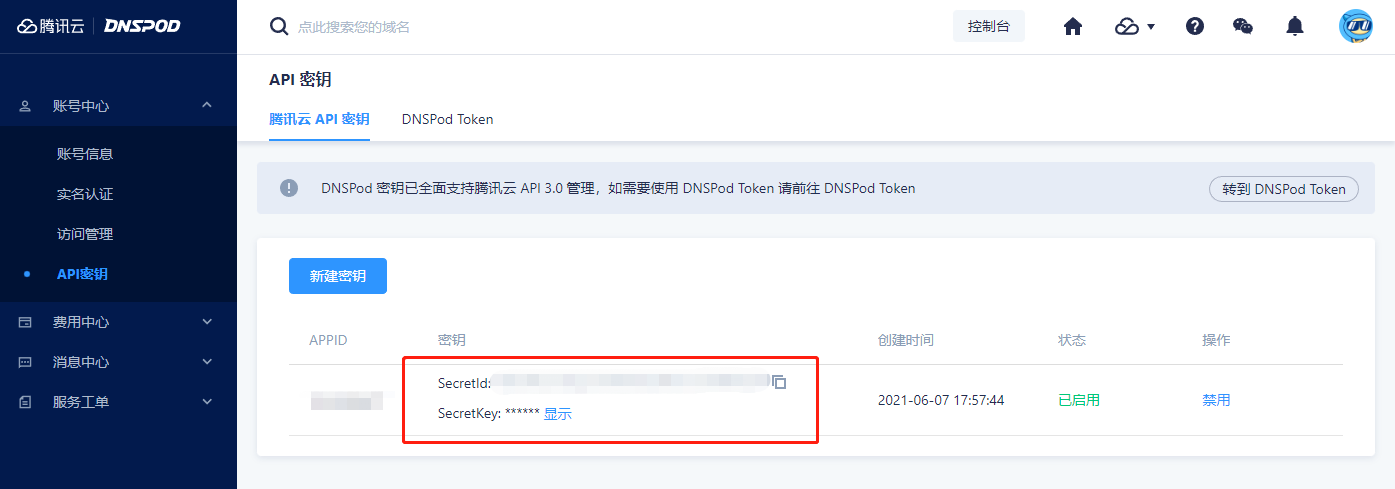 腾讯云 DNSPOD
点此搜索您的域名
控制台
账号中心
账号信息
实名认证
访问管理
API密钥
费用中心
消息中心
服务工单
API 密钥
腾讯云 API 密钥 DNSPod Token
DNSPod 密钥已全面支持腾讯云 API 3.0 管理，如需要使用 DNSPod Token 请前往 DNSPod Token
转到 DNSPod Token
新建密钥
APPID 密钥 创建时间 状态 操作
SecretId:
SecretKey: ****** 显示
2021-06-07 17:57:44 已启用 禁用